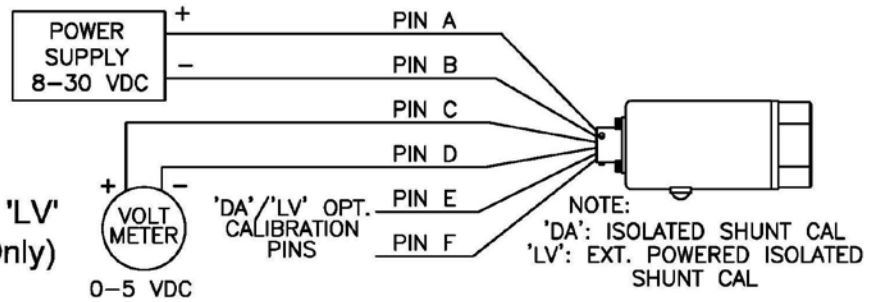 POWER
SUPPLY
8-30 VDC
+
−
PIN A
PIN B
PIN C
PIN D
PIN E
PIN F
+
−
VOLT
METER
0-5 VDC
'LV'
'DA'/'LV' OPT.
CALIBRATION
PINS
NOTE:
'DA': ISOLATED SHUNT CAL
'LV': EXT. POWERED ISOLATED
SHUNT CAL